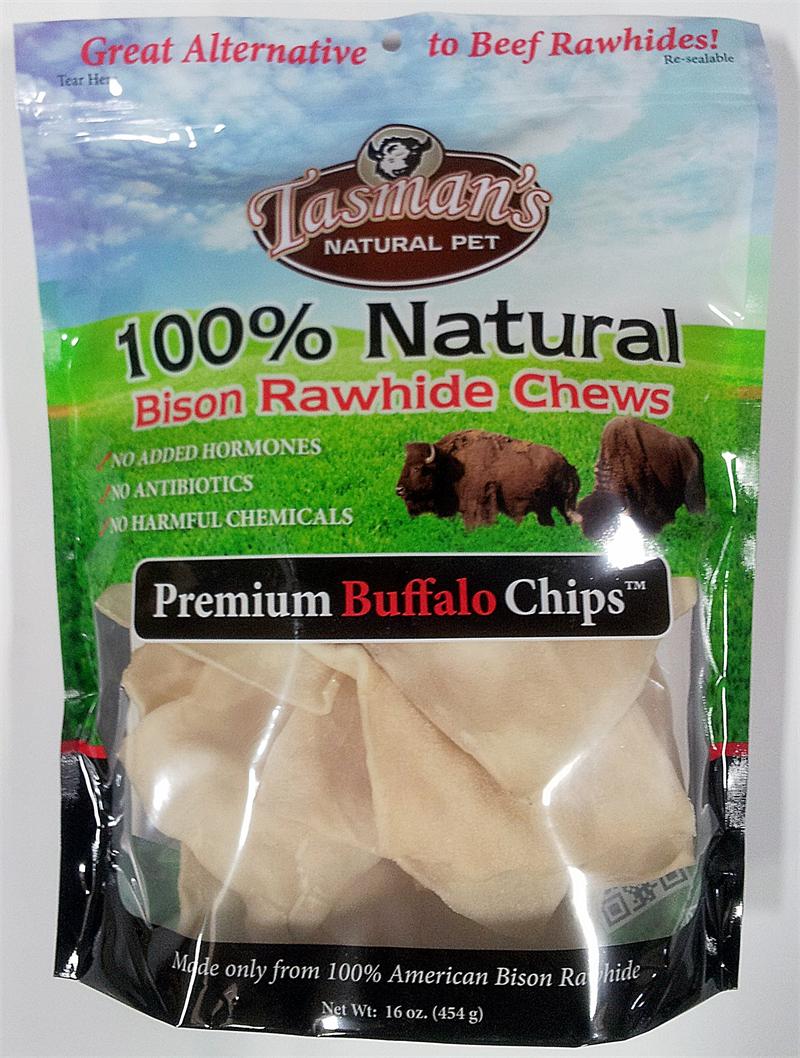 Great Alternative to Beef Rawhides!
Tear Here
Re-sealable
Tasman's
NATURAL PET
100% Natural
Bison Rawhide Chews
NO ADDED HORMONES
NO ANTIBIOTICS
NO HARMFUL CHEMICALS
Premium Buffalo Chips™
Made only from 100% American Bison Rawhide
Net Wt: 16 oz. (454 g)